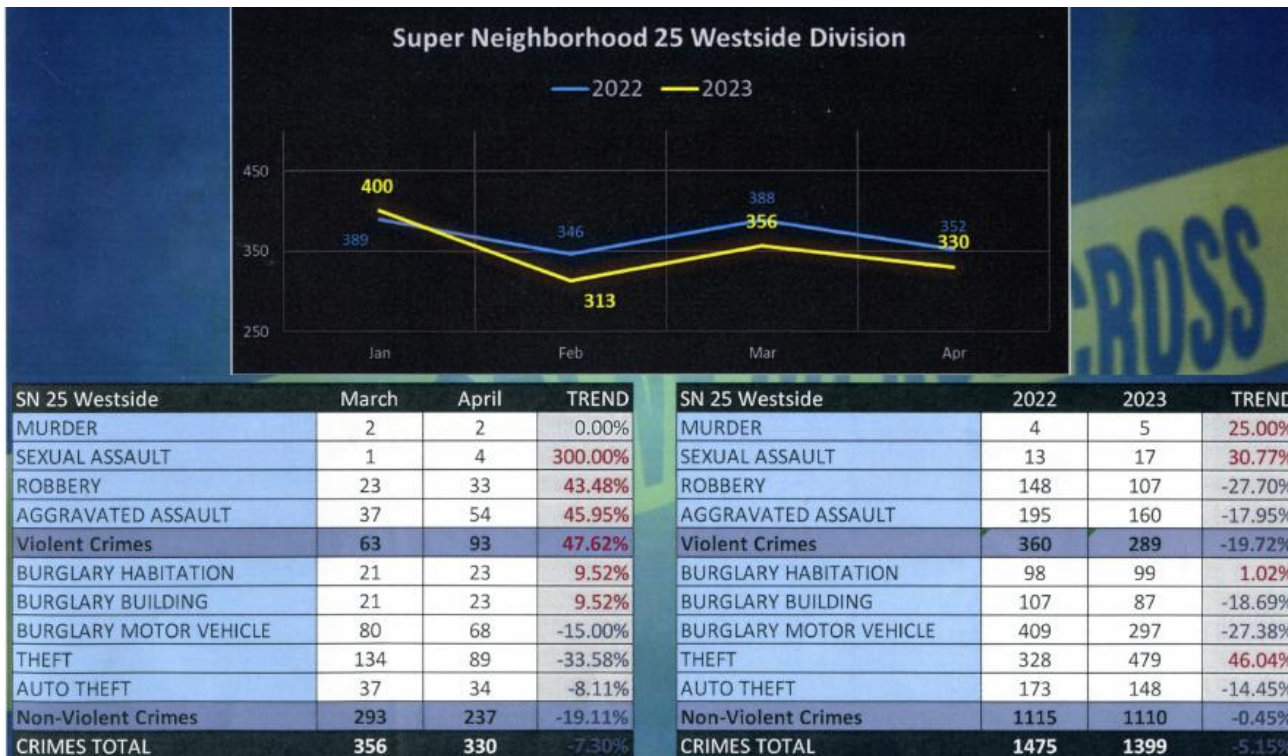 Super Neighborhood 25 Westside Division
2022 2023
450
400
388
389
346
356
352
330
350
313
250
Jan Feb Mar Apr
CROSS
SN 25 Westside March April TREND
MURDER 2 2 0.00%
SEXUAL ASSAULT 1 4 300.00%
ROBBERY 23 33 43.48%
AGGRAVATED ASSAULT 37 54 45.95%
Violent Crimes 63 93 47.62%
BURGLARY HABITATION 21 23 9.52%
BURGLARY BUILDING 21 23 9.52%
BURGLARY MOTOR VEHICLE 80 68 -15.00%
THEFT 134 89 -33.58%
AUTO THEFT 37 34 -8.11%
Non-Violent Crimes 293 237 -19.11%
CRIMES TOTAL 356 330 -7.30%
SN 25 Westside 2022 2023 TREND
MURDER 4 5 25.00%
SEXUAL ASSAULT 13 17 30.77%
ROBBERY 148 107 -27.70%
AGGRAVATED ASSAULT 195 160 -17.95%
Violent Crimes 360 289 -19.72%
BURGLARY HABITATION 98 99 1.02%
BURGLARY BUILDING 107 87 -18.69%
BURGLARY MOTOR VEHICLE 409 297 -27.38%
THEFT 328 479 46.04%
AUTO THEFT 173 148 -14.45%
Non-Violent Crimes 1115 1110 -0.45%
CRIMES TOTAL 1475 1399 -5.15%